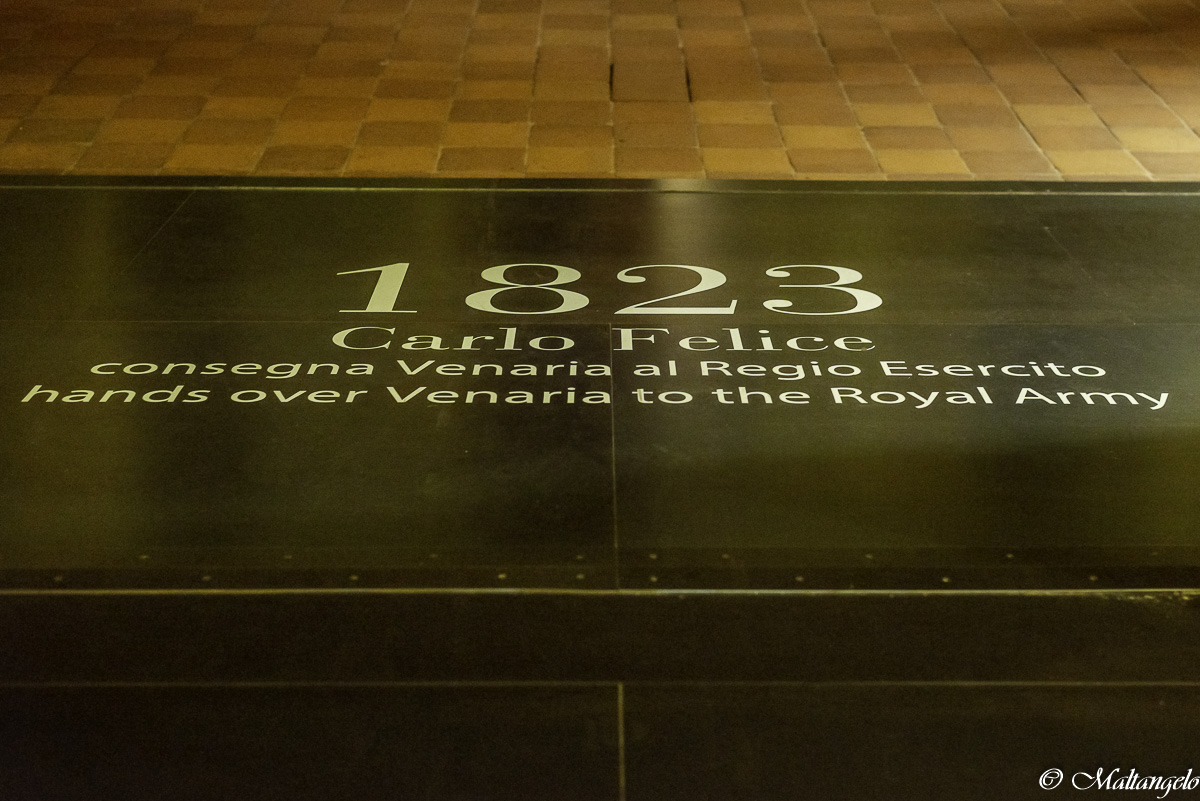 1823
Carlo Felice
consegna Venaria al Regio Esercito
hands over Venaria to the Royal Army
© Maltangelo